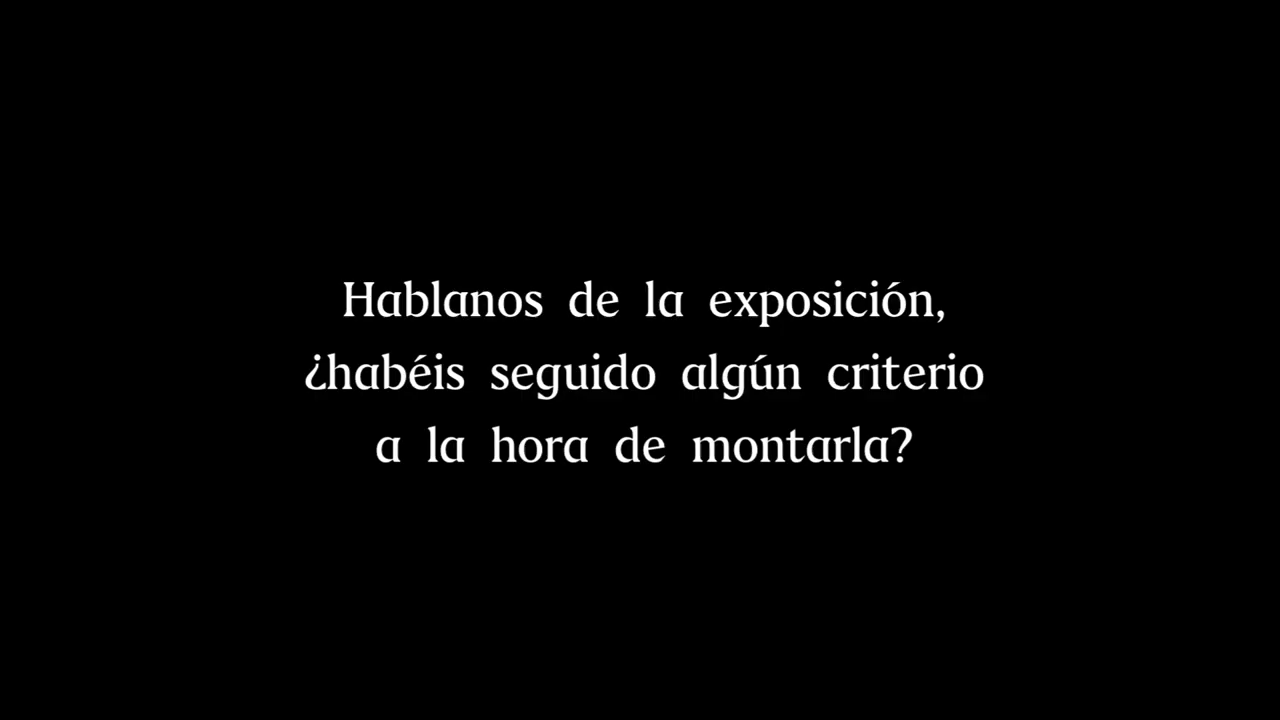 Hablanos de la exposición,
¿habéis seguido algún criterio
a la hora de montarla?